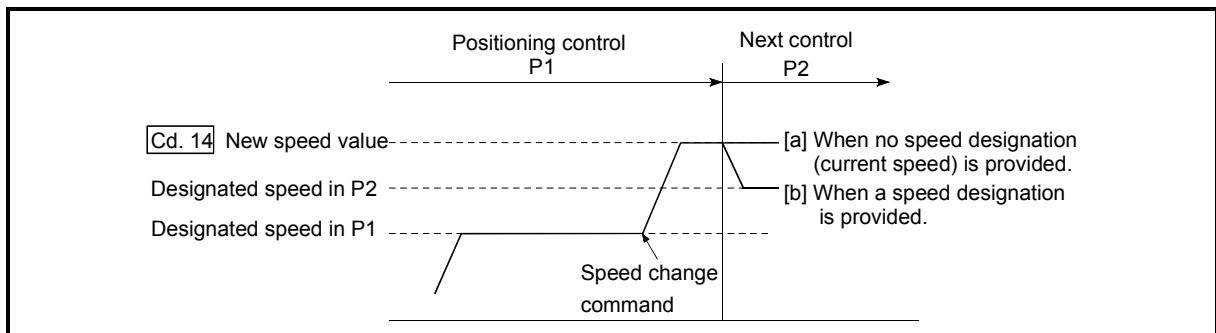 Positioning control
P1
Next control
P2
Cd. 14 New speed value
[a] When no speed designation
(current speed) is provided.
Designated speed in P2
[b] When a speed designation
is provided.
Designated speed in P1
Speed change
command